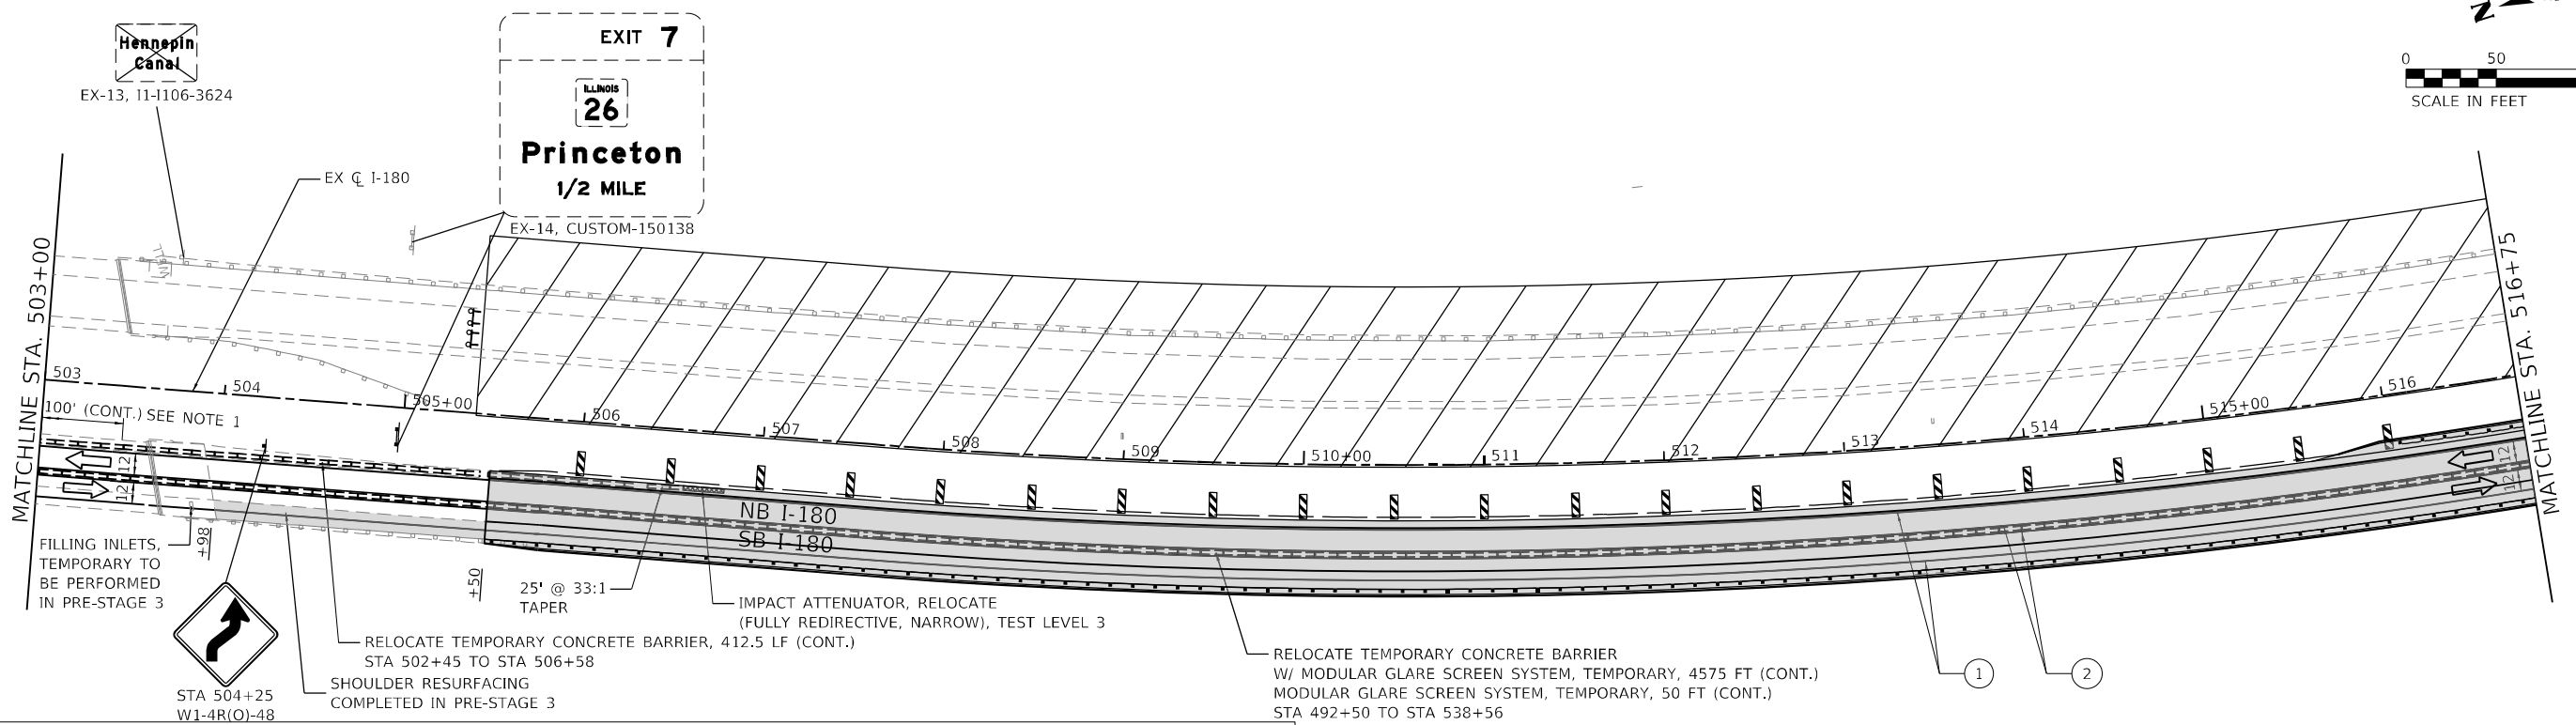 Hennepin
Canal
EX-13, I1-I106-3624
EXIT 7
ILLINOIS
26
Princeton
1/2 MILE
EX-14, CUSTOM-150138
EX ℄ I-180
N
0 50
SCALE IN FEET
MATCHLINE STA. 503+00
MATCHLINE STA. 516+75
503
504
505+00
506
507
508
509
510+00
511
512
513
514
515+00
516
100' (CONT.) SEE NOTE 1
12
12
12
12
NB I-180
SB I-180
+98
+50
FILLING INLETS,
TEMPORARY TO
BE PERFORMED
IN PRE-STAGE 3
25' @ 33:1
TAPER
IMPACT ATTENUATOR, RELOCATE
(FULLY REDIRECTIVE, NARROW), TEST LEVEL 3
RELOCATE TEMPORARY CONCRETE BARRIER, 412.5 LF (CONT.)
STA 502+45 TO STA 506+58
SHOULDER RESURFACING
COMPLETED IN PRE-STAGE 3
STA 504+25
W1-4R(O)-48
RELOCATE TEMPORARY CONCRETE BARRIER
W/ MODULAR GLARE SCREEN SYSTEM, TEMPORARY, 4575 FT (CONT.)
MODULAR GLARE SCREEN SYSTEM, TEMPORARY, 50 FT (CONT.)
STA 492+50 TO STA 538+56
1
2